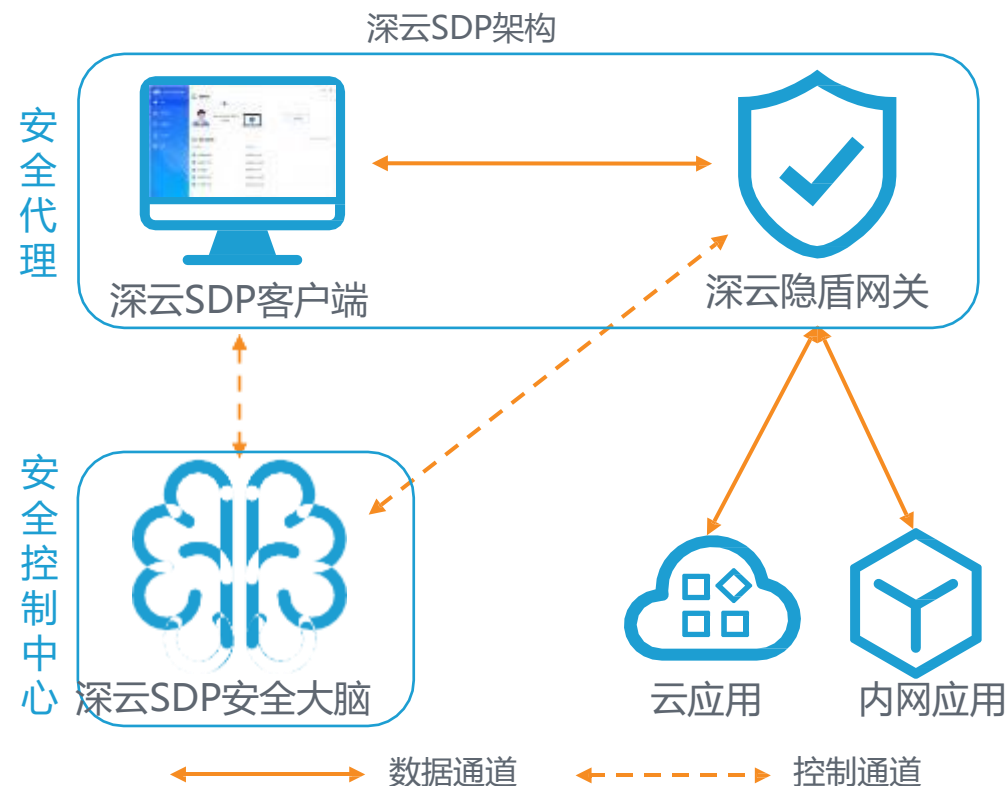 深云SDP架构
安全代理
深云SDP客户端
深云隐盾网关
安全控制中心
深云SDP安全大脑
云应用
内网应用
数据通道
控制通道